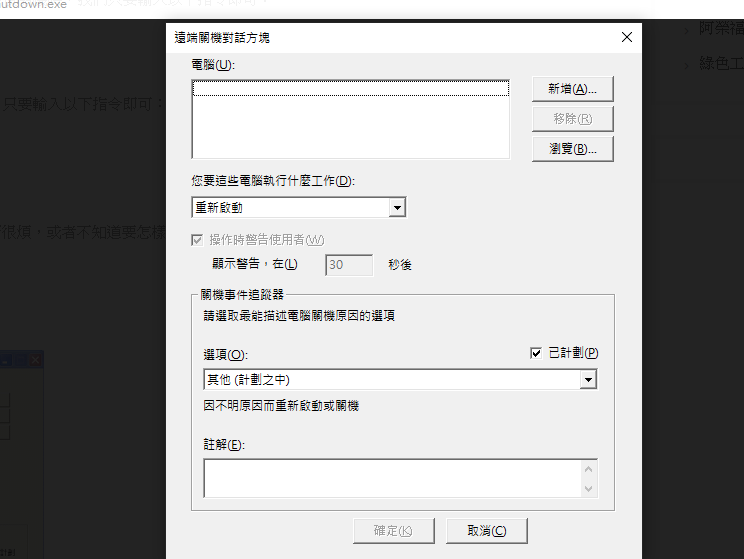 utdown.exe
遠端關機對話方塊
阿榮福
電腦(U):
新增(A)...
綠色工
只要輸入以下指令即可：
移除(R)
瀏覽(B)...
您要這些電腦執行什麼工作(D):
重新啟動
很煩，或者不知道要怎樣
操作時警告使用者(W)
顯示警告，在(L) 30 秒後
關機事件追蹤器
請選取最能描述電腦關機原因的選項
選項(O):
已計劃(P)
其他 (計劃之中)
因不明原因而重新啟動或關機
註解(E):
確定(K)
取消(C)